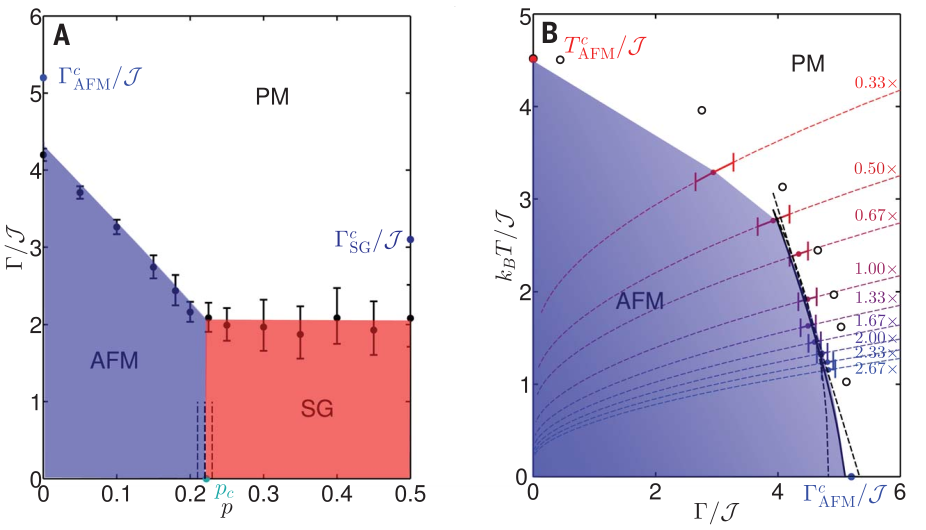 A
6
5
4
3
2
1
0
Γ/𝒥
Γ^c_AFM/𝒥
PM
Γ^c_SG/𝒥
AFM
SG
0 0.1 0.2 0.3 0.4 0.5
p_c
p
B
5
4
3
2
1
0
k_BT/𝒥
T^c_AFM/𝒥
PM
0.33×
0.50×
0.67×
1.00×
1.33×
1.67×
2.00×
2.33×
2.67×
AFM
0 2 4 6
Γ^c_AFM/𝒥
Γ/𝒥